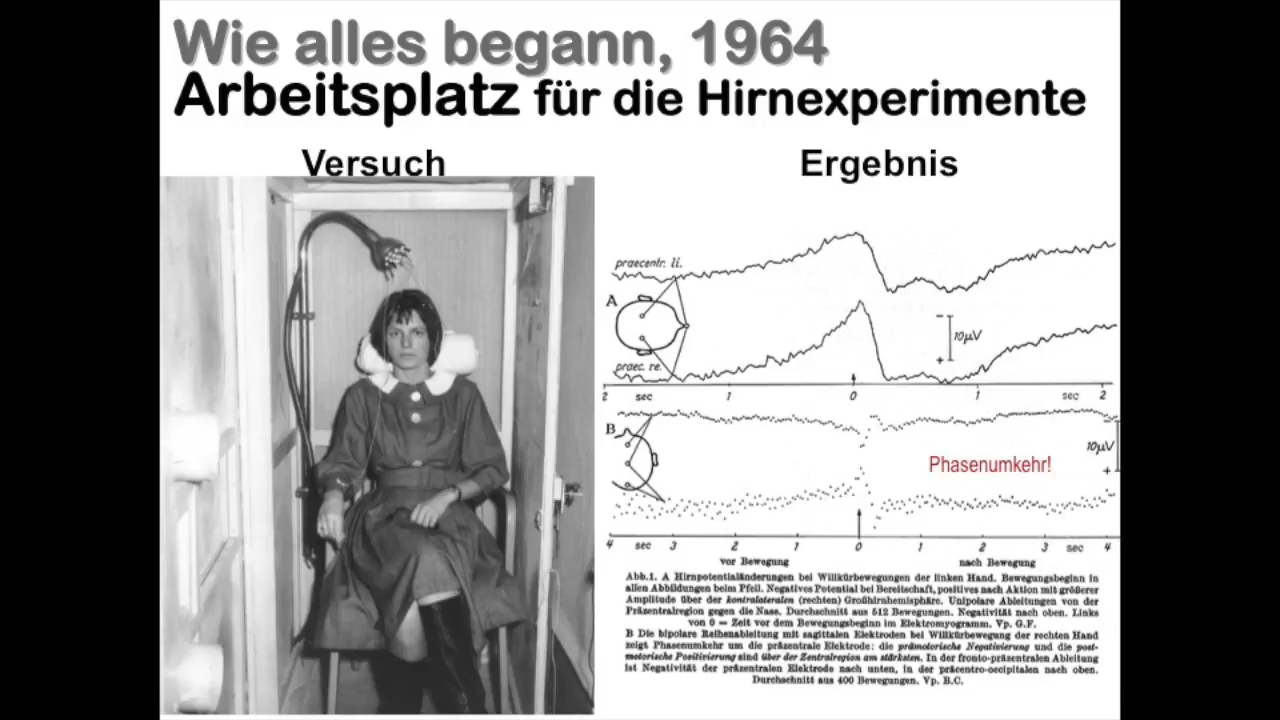 Wie alles begann, 1964
Arbeitsplatz für die Hirnexperimente
Versuch
Ergebnis
praecentr. li.
A
10µV
+
praec. re.
2 sec 1 0 1 sec 2
B
10µV
+
Phasenumkehr!
4 sec 3 2 1 0 1 2 3 sec 4
vor Bewegung nach Bewegung
Abb.1. A Hirnpotentialänderungen bei Willkürbewegungen der linken Hand. Bewegungsbeginn in
allen Abbildungen beim Pfeil. Negatives Potential bei Bereitschaft, positives nach Aktion mit größerer
Amplitude über der kontralateralen (rechten) Großhirnhemisphäre. Unipolare Ableitungen von der
Präzentralregion gegen die Nase. Durchschnitt aus 512 Bewegungen. Negativität nach oben. Links
von 0 = Zeit vor dem Bewegungsbeginn im Elektromyogramm. Vp. G.F.
B Die bipolare Reihenableitung mit sagittalen Elektroden bei Willkürbewegung der rechten Hand
zeigt Phasenumkehr um die präzentrale Elektrode: die prämotorische Negativierung und die post-
motorische Positivierung sind über der Zentralregion am stärksten. In der fronto-präzentralen Ableitung
ist Negativität der präzentralen Elektrode nach unten, in der präcentro-occipitalen nach oben.
Durchschnitt aus 400 Bewegungen. Vp. B.C.